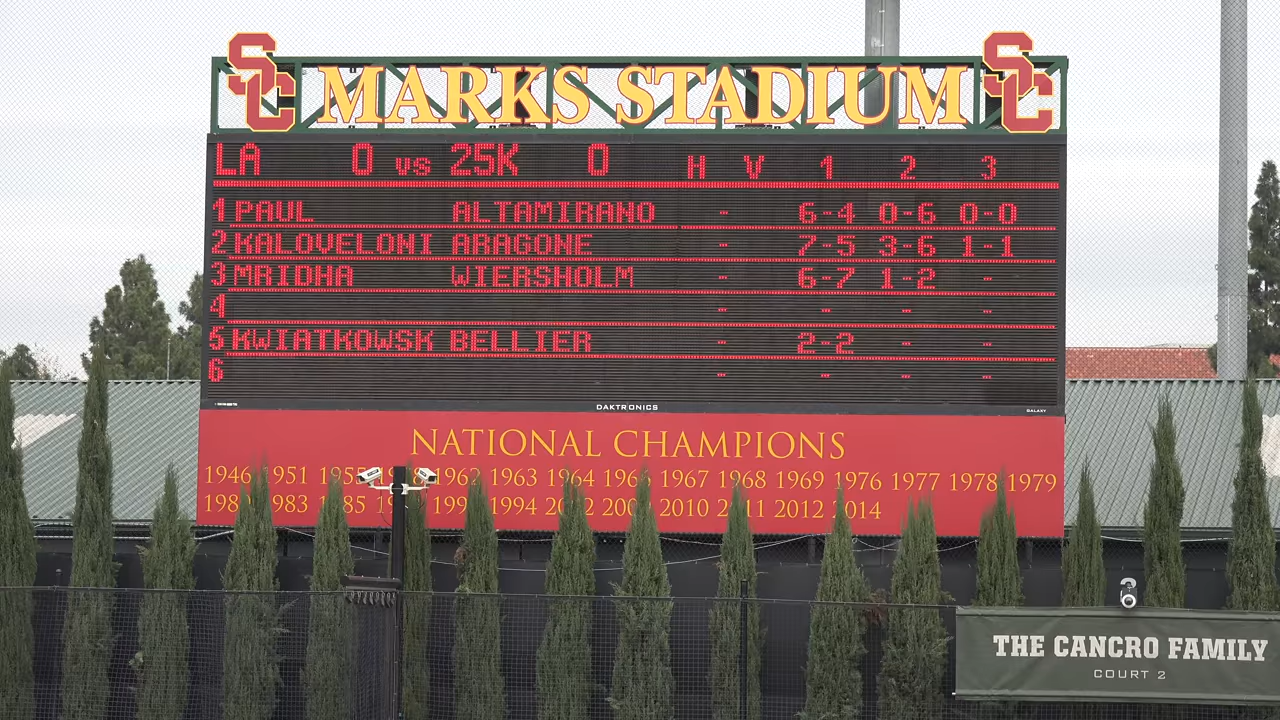 SC MARKS STADIUM SC
LA 0 vs 25K 0 H V 1 2 3
1 PAUL ALTAMIRANO - 6-4 0-6 0-0
2 KALOVELONI ARAGONE - 7-5 3-6 1-1
3 MRIDHA WIERSHOLM - 6-7 1-2 -
4 - - - -
5 KWIATKOWSK BELLIER - 2-2 - -
6 - - - -
DAKTRONICS GALAXY
NATIONAL CHAMPIONS
1946 1951 1955 1962 1963 1964 1967 1968 1969 1976 1977 1978 1979
1994 2010 2012 2014
THE CANCRO FAMILY
COURT 2